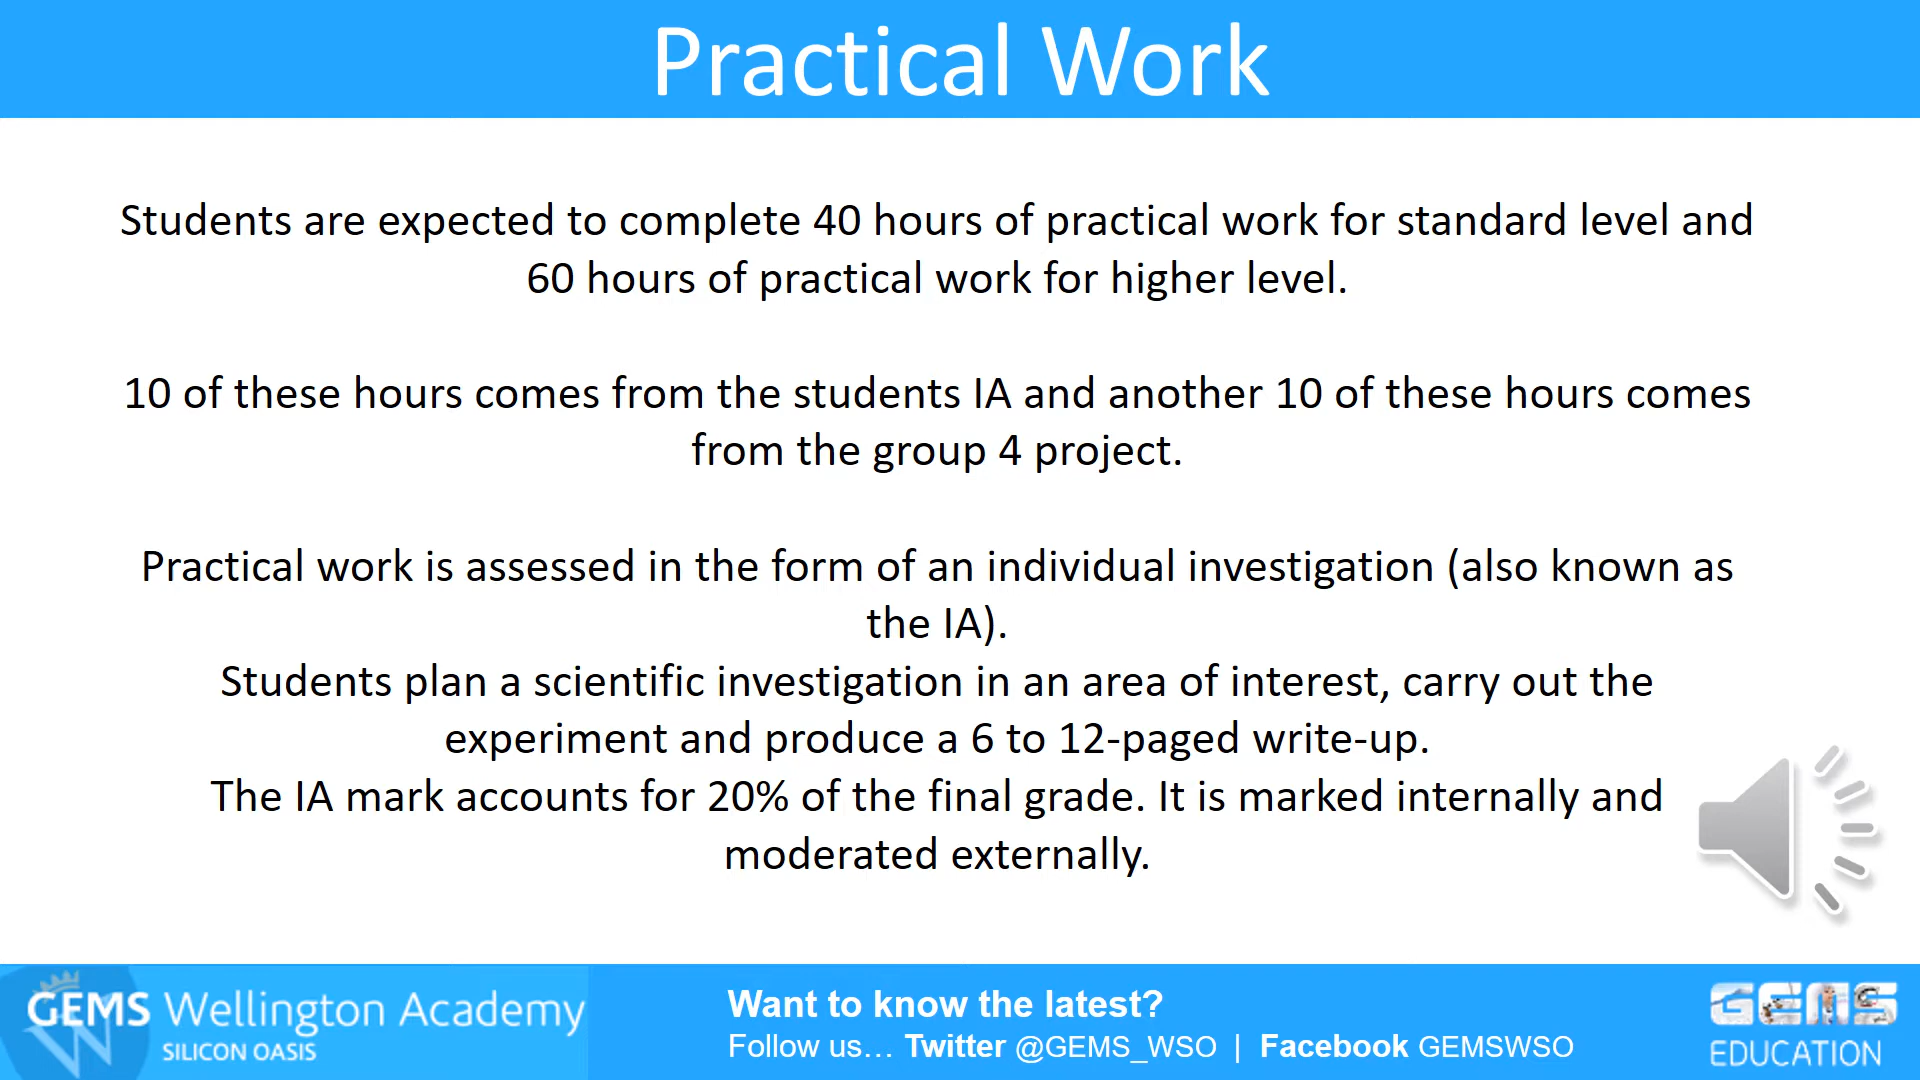 Practical Work
Students are expected to complete 40 hours of practical work for standard level and
60 hours of practical work for higher level.
10 of these hours comes from the students IA and another 10 of these hours comes
from the group 4 project.
Practical work is assessed in the form of an individual investigation (also known as
the IA).
Students plan a scientific investigation in an area of interest, carry out the
experiment and produce a 6 to 12-paged write-up.
The IA mark accounts for 20% of the final grade. It is marked internally and
moderated externally.
GEMS Wellington Academy
SILICON OASIS
Want to know the latest?
Follow us… Twitter @GEMS_WSO | Facebook GEMSWSO
GEMS
EDUCATION